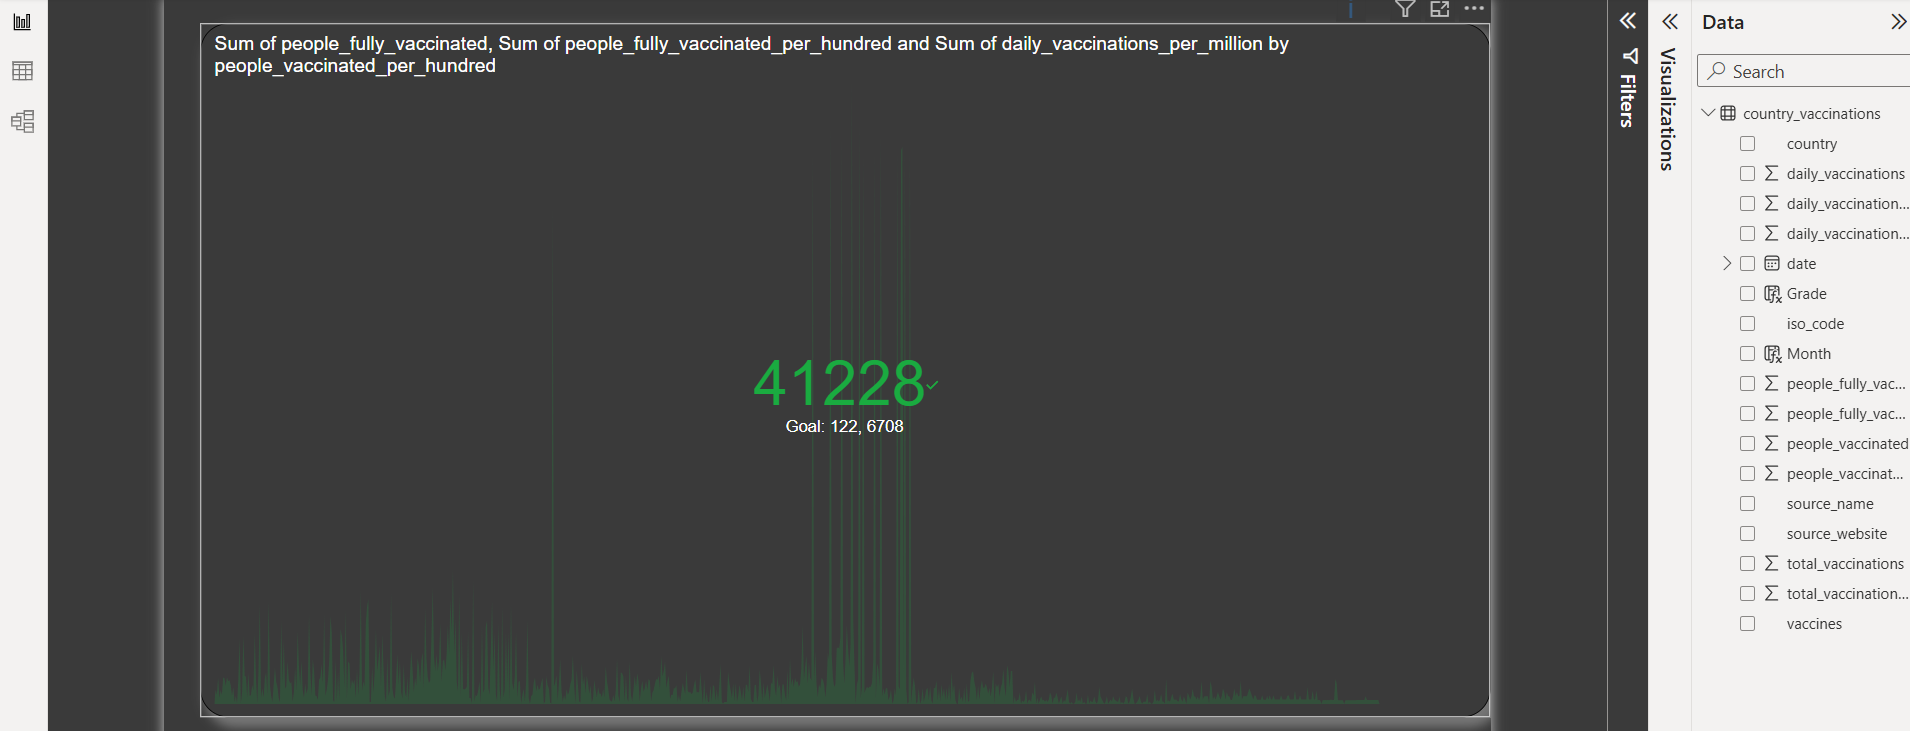 Sum of people_fully_vaccinated, Sum of people_fully_vaccinated_per_hundred and Sum of daily_vaccinations_per_million by
people_vaccinated_per_hundred
41228
Goal: 122, 6708
Filters
Visualizations
Data
Search
country_vaccinations
country
daily_vaccinations
daily_vaccination...
daily_vaccination...
date
Grade
iso_code
Month
people_fully_vac...
people_fully_vac...
people_vaccinated
people_vaccinat...
source_name
source_website
total_vaccinations
total_vaccination...
vaccines